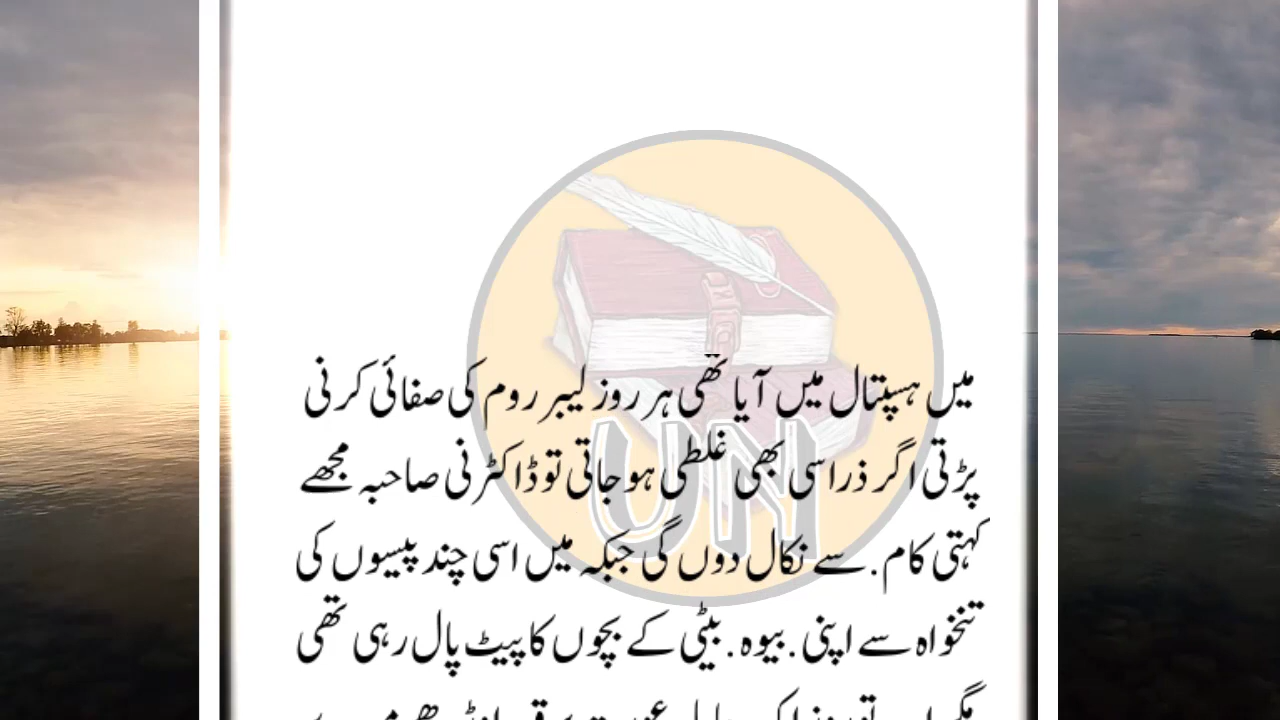 میں ہسپتال میں آیا تھی ہر روز لیبر روم کی صفائی کرنی
پڑتی اگر ذرا سی بھی غلطی ہو جاتی تو ڈاکٹرنی صاحبہ مجھے
کہتی کام. سے نکال دوں گی جبکہ میں اسی چند پیسوں کی
تنخواہ سے اپنی. بیوہ. بیٹی کے بچوں کا پیٹ پال رہی تھی
UN